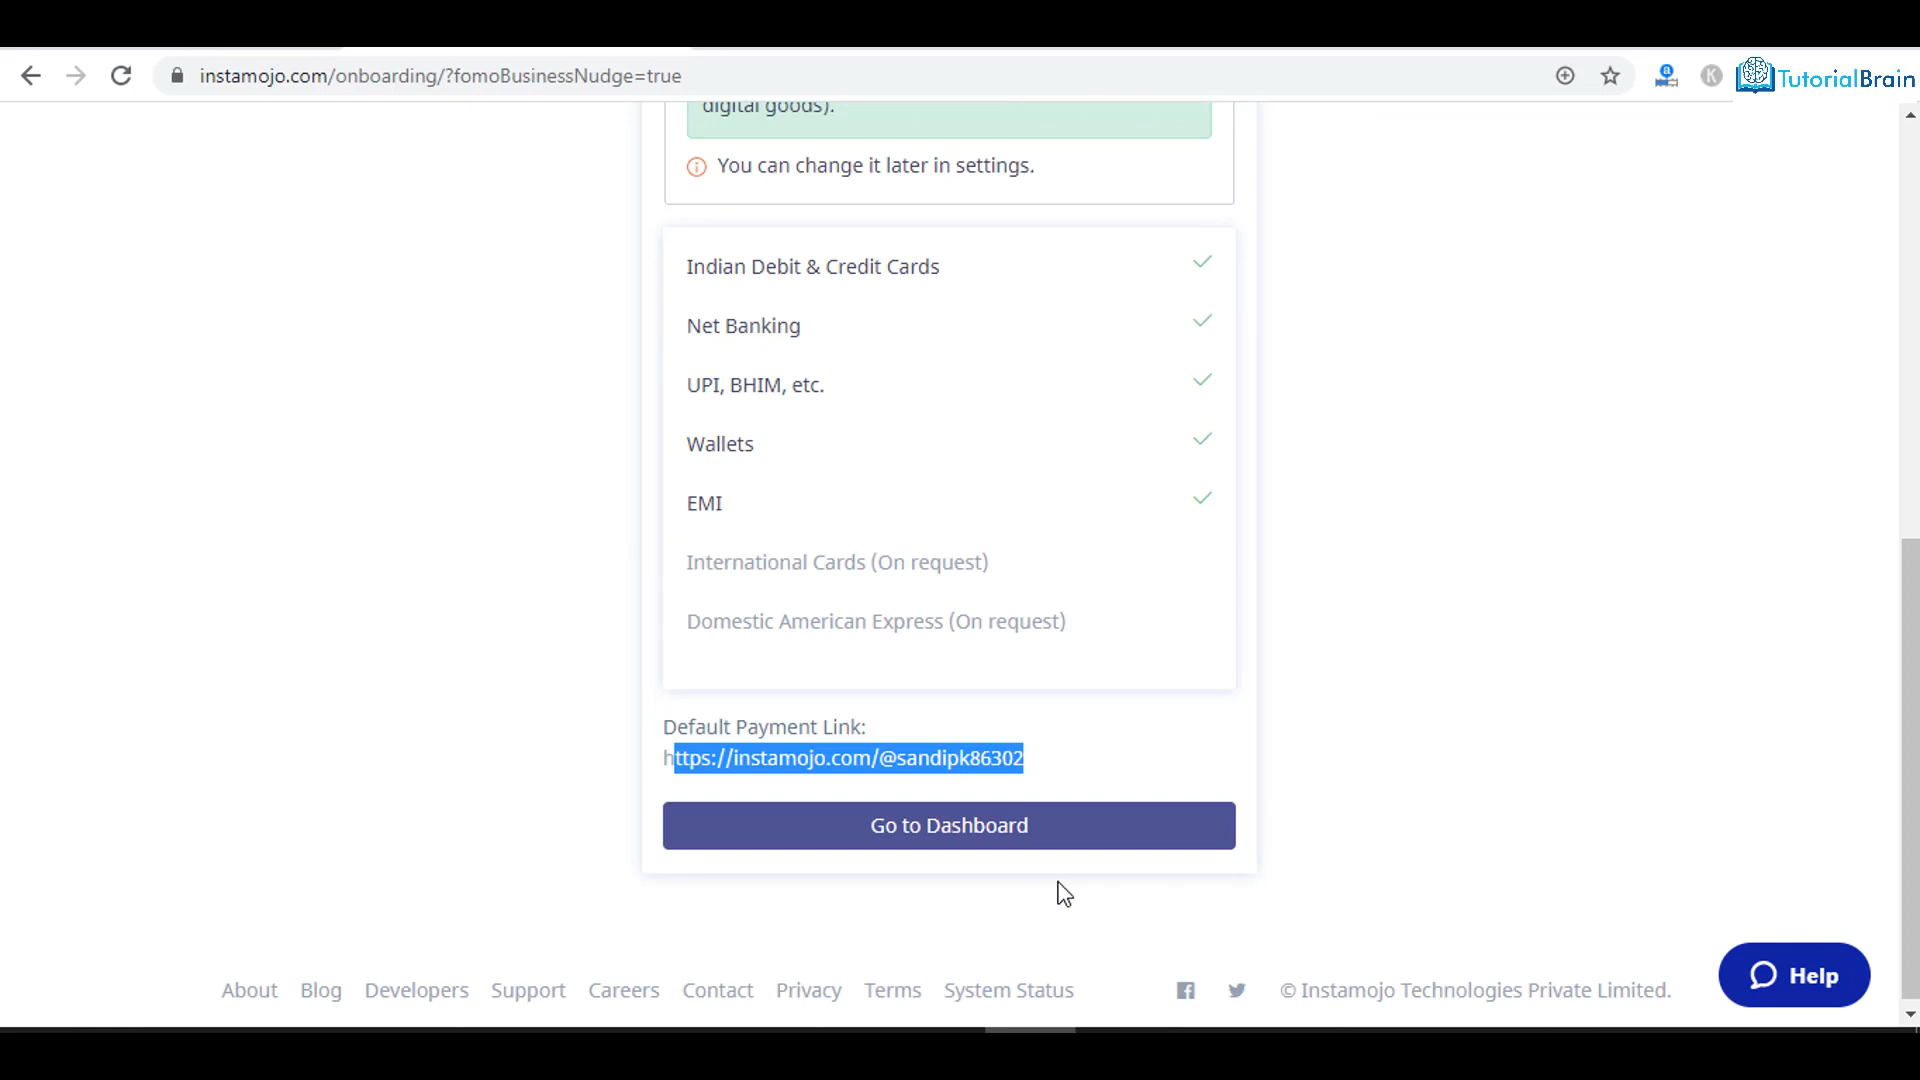 instamojo.com/onboarding/?fomoBusinessNudge=true
a
K
TutorialBrain
digital goods).
You can change it later in settings.
Indian Debit & Credit Cards
Net Banking
UPI, BHIM, etc.
Wallets
EMI
International Cards (On request)
Domestic American Express (On request)
Default Payment Link:
https://instamojo.com/@sandipk86302
Go to Dashboard
About Blog Developers Support Careers Contact Privacy Terms System Status © Instamojo Technologies Private Limited.
Help